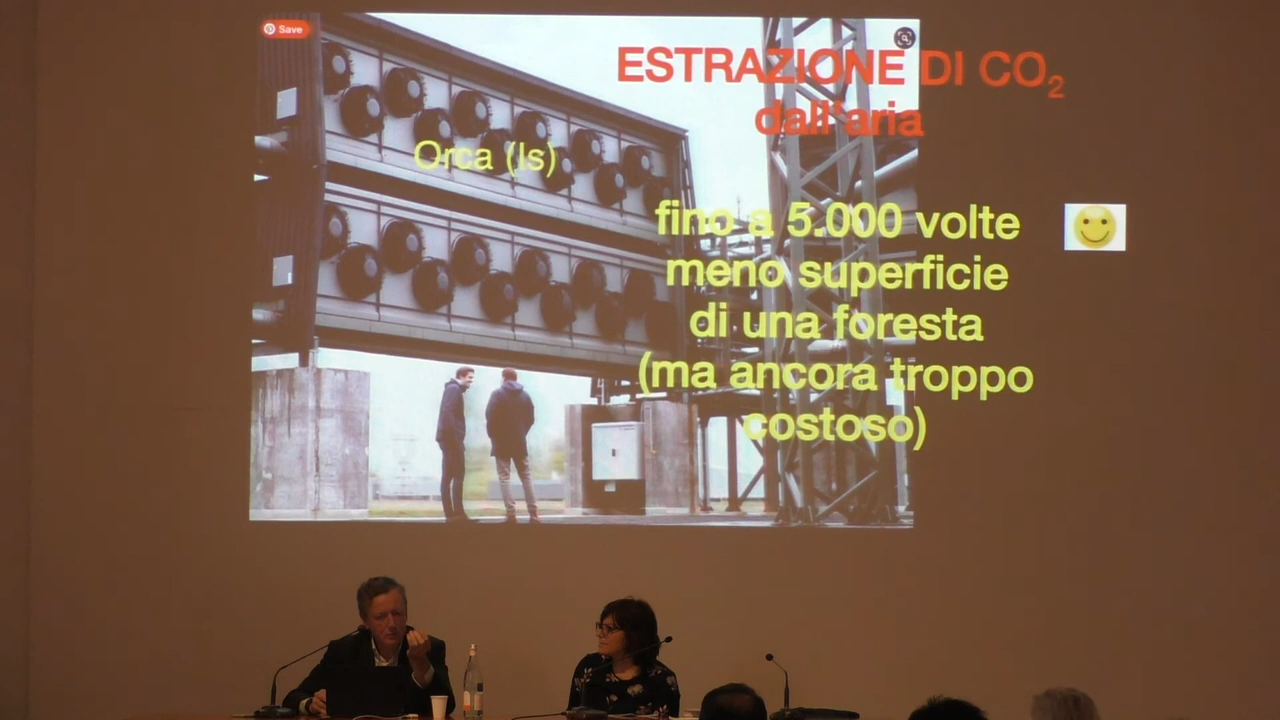 Save
ESTRAZIONE DI CO₂
dall'aria
Orca (Is)
fino a 5.000 volte
meno superficie
di una foresta
(ma ancora troppo
costoso)